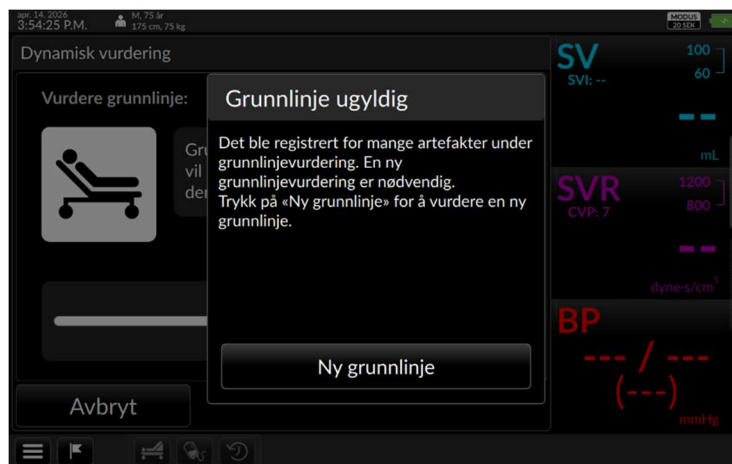 apr. 14, 2026
3:54:25 P.M.
M, 75 år
175 cm, 75 kg
MODUS
20 SEK
Dynamisk vurdering
Vurdere grunnlinje:
Gru
vil
der
Grunnlinje ugyldig
Det ble registrert for mange artefakter under
grunnlinjevurdering. En ny
grunnlinjevurdering er nødvendig.
Trykk på «Ny grunnlinje» for å vurdere en ny
grunnlinje.
Ny grunnlinje
Avbryt
SV
SVI: --
100
60
--
mL
SVR
CVP: 7
1200
800
--
dyne-s/cm⁵
BP
--- / ---
(---)
mmHg